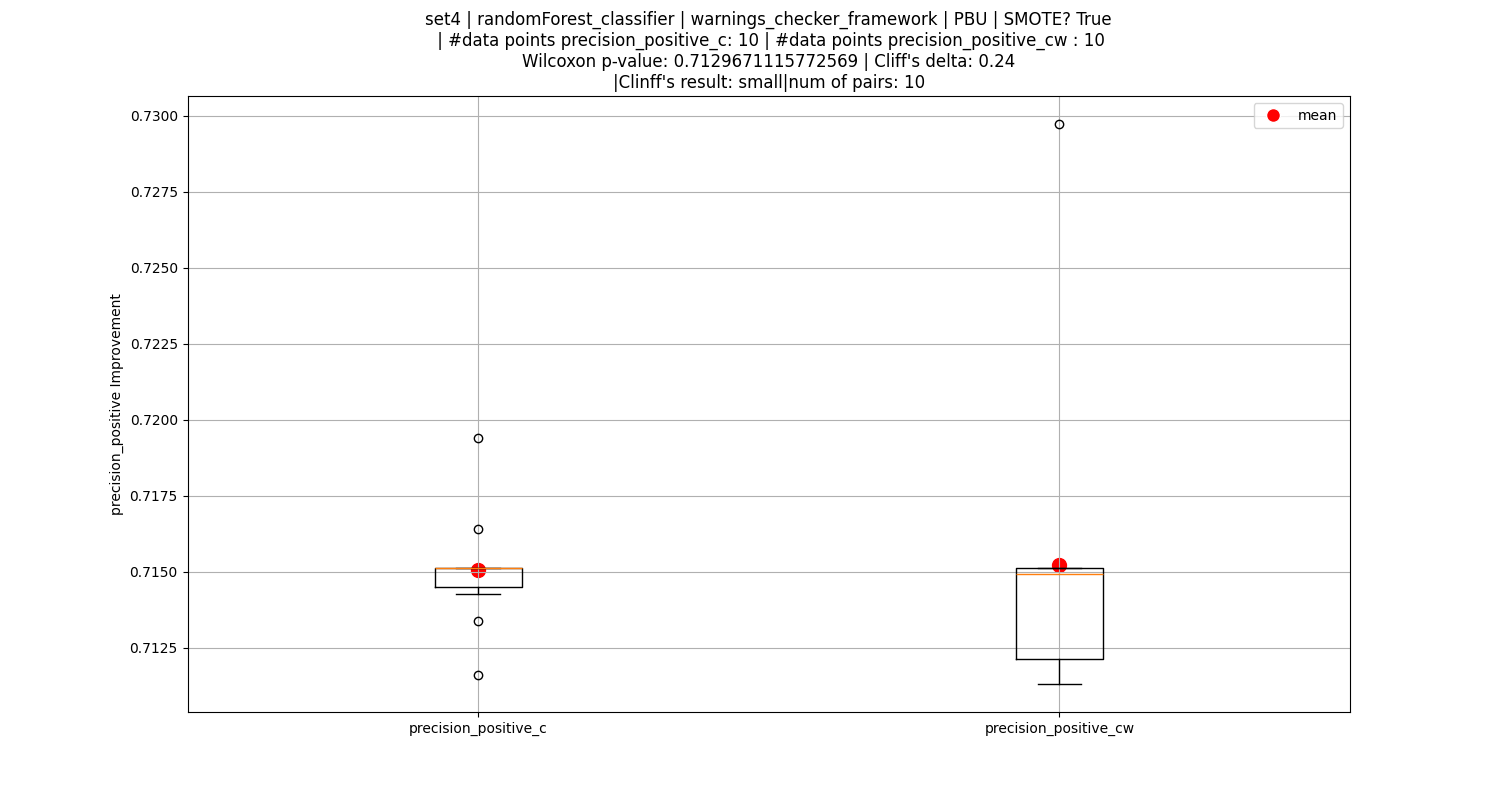 set4 | randomForest_classifier | warnings_checker_framework | PBU | SMOTE? True
| #data points precision_positive_c: 10 | #data points precision_positive_cw : 10
Wilcoxon p-value: 0.7129671115772569 | Cliff's delta: 0.24
|Clinff's result: small|num of pairs: 10
mean
0.7300
0.7275
0.7250
0.7225
0.7200
0.7175
0.7150
0.7125
precision_positive Improvement
precision_positive_c
precision_positive_cw